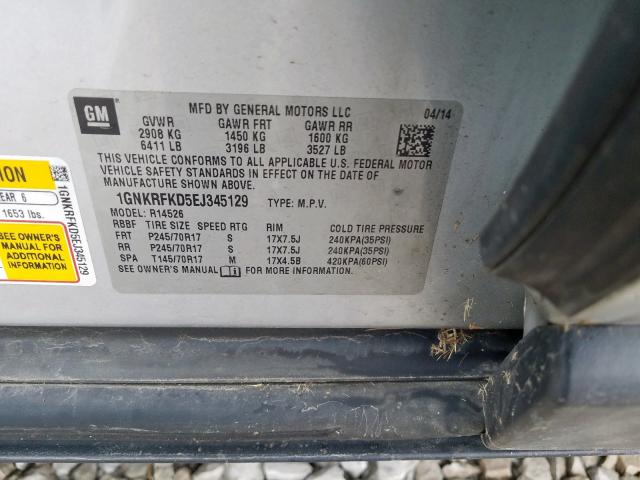 GM
MFD BY GENERAL MOTORS LLC
04/14
GVWR GAWR FRT GAWR RR
2908 KG 1450 KG 1600 KG
6411 LB 3196 LB 3527 LB
THIS VEHICLE CONFORMS TO ALL APPLICABLE U.S. FEDERAL MOTOR
VEHICLE SAFETY STANDARDS IN EFFECT ON THE DATE OF
MANUFACTURE SHOWN ABOVE.
1GNKRFKD5EJ345129 TYPE: M.P.V.
MODEL: R14526
RBBF TIRE SIZE SPEED RTG RIM COLD TIRE PRESSURE
FRT P245/70R17 S 17X7.5J 240KPA(35PSI)
RR P245/70R17 S 17X7.5J 240KPA(35PSI)
SPA T145/70R17 M 17X4.5B 420KPA(60PSI)
SEE OWNER'S MANUAL FOR MORE INFORMATION.
TION
EAR 6
1653 lbs.
SEE OWNER'S
MANUAL FOR
ADDITIONAL
INFORMATION
1GNKRFKD5EJ345129